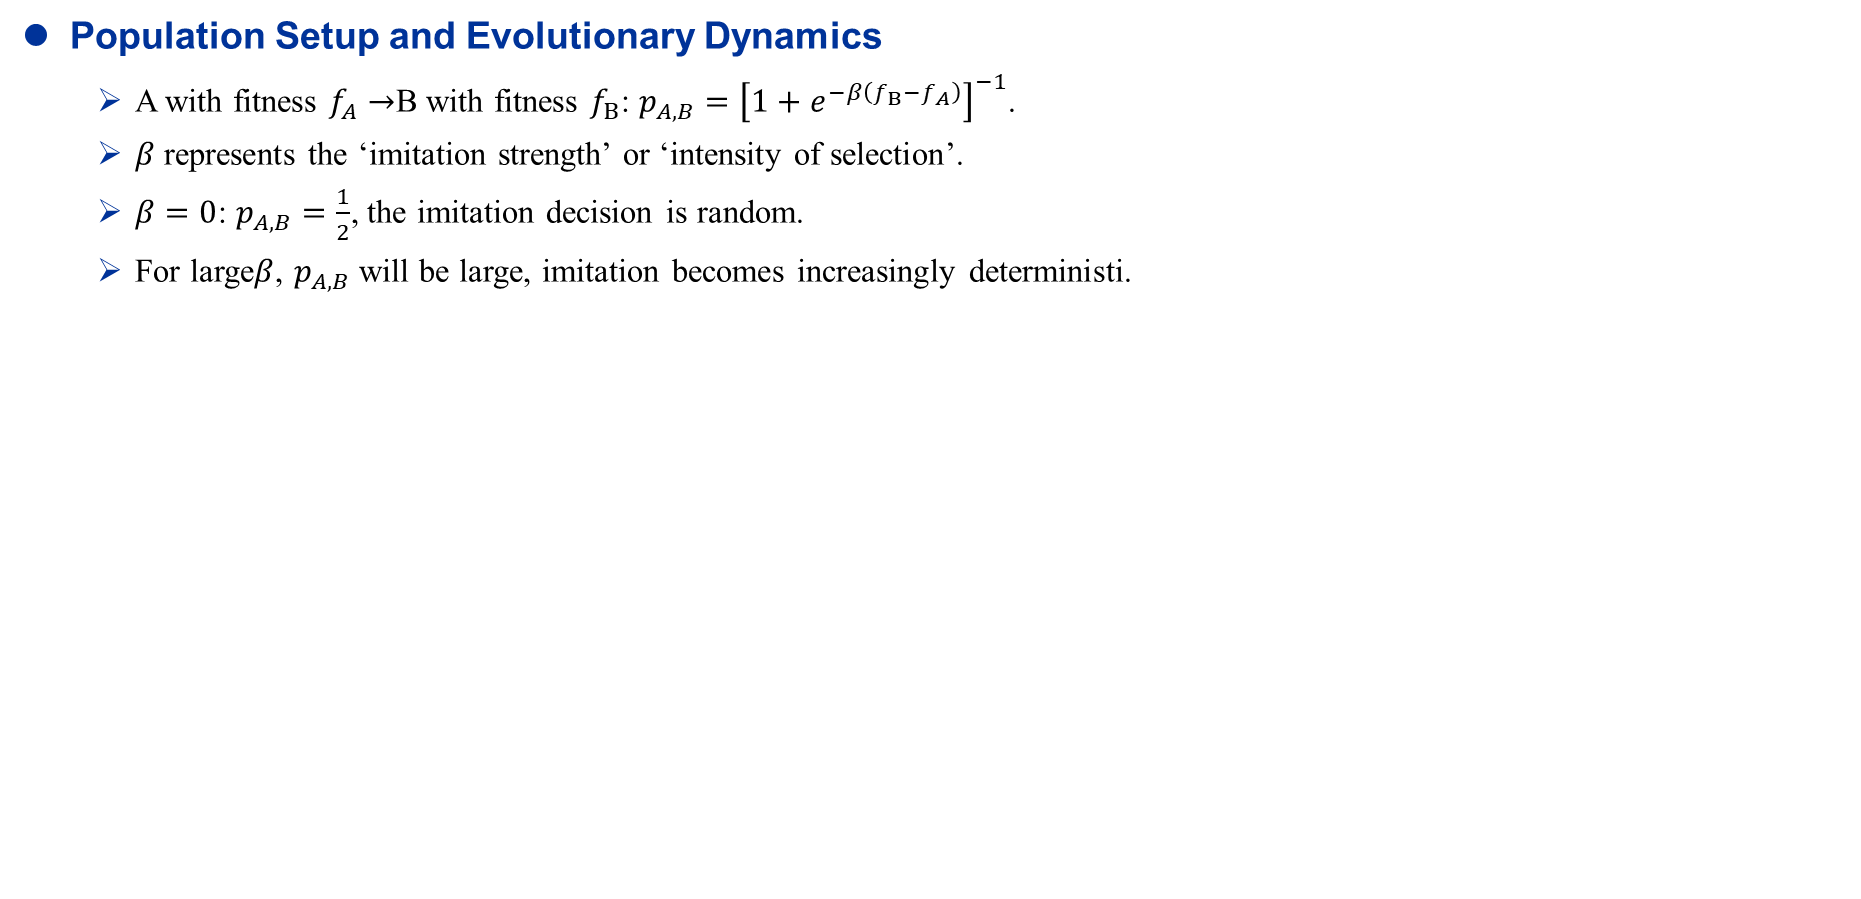 ● Population Setup and Evolutionary Dynamics
➢ A with fitness f_A →B with fitness f_B: p_{A,B} = [1 + e^{−β(f_B−f_A)}]^{−1}.
➢ β represents the ‘imitation strength’ or ‘intensity of selection’.
➢ β = 0: p_{A,B} = 1/2, the imitation decision is random.
➢ For largeβ, p_{A,B} will be large, imitation becomes increasingly deterministi.